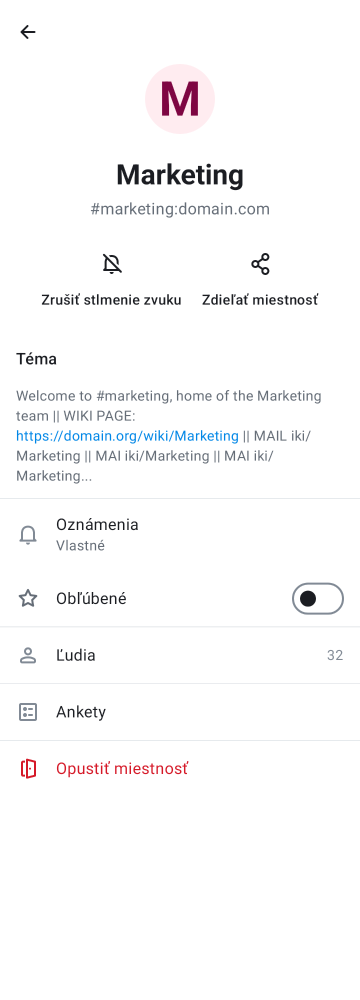 M
Marketing
#marketing:domain.com
Zrušiť stlmenie zvuku Zdieľať miestnosť
Téma
Welcome to #marketing, home of the Marketing
team || WIKI PAGE:
https://domain.org/wiki/Marketing || MAIL iki/
Marketing || MAI iki/Marketing || MAI iki/
Marketing...
Oznámenia
Vlastné
Obľúbené
Ľudia 32
Ankety
Opustiť miestnosť